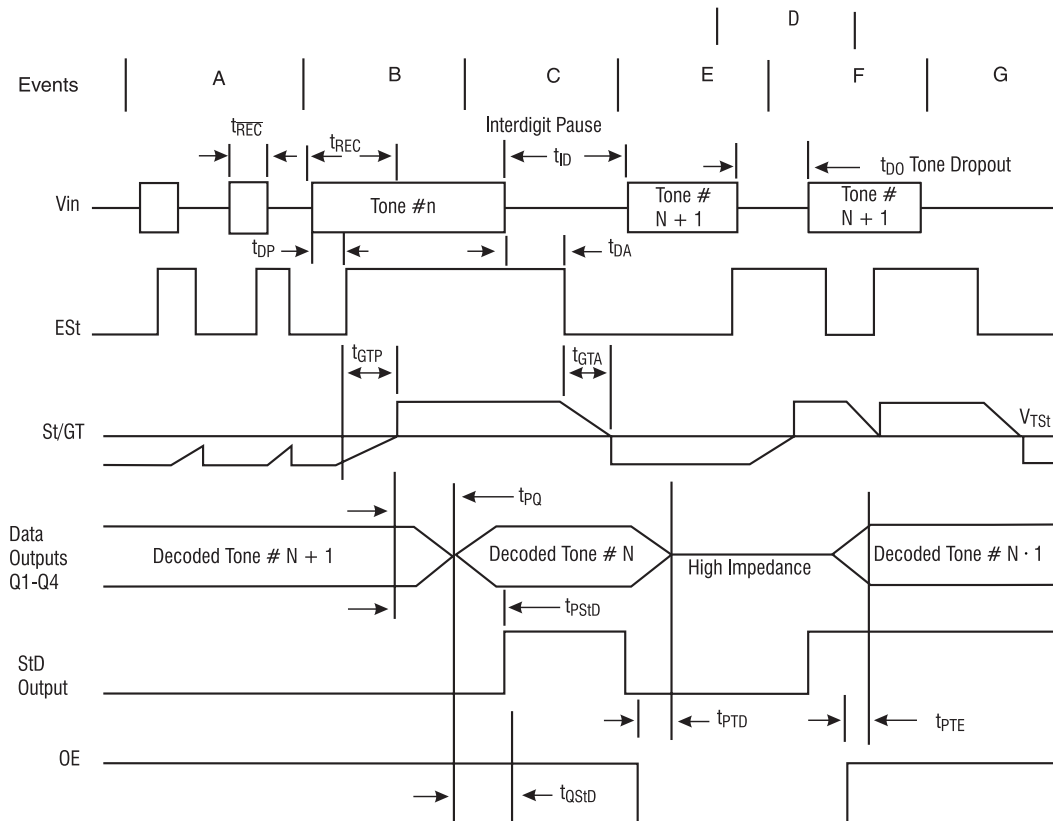 D
Events A B C E F G
Interdigit Pause
tREC tREC tID tDO Tone Dropout
Vin Tone #n Tone # N + 1 Tone # N + 1
tDP tDA
ESt
tGTP tGTA
St/GT VTSt
tPQ
Data Outputs Q1-Q4
Decoded Tone # N + 1 Decoded Tone # N High Impedance Decoded Tone # N · 1
tPStD
StD Output
tPTD tPTE
OE
tQStD